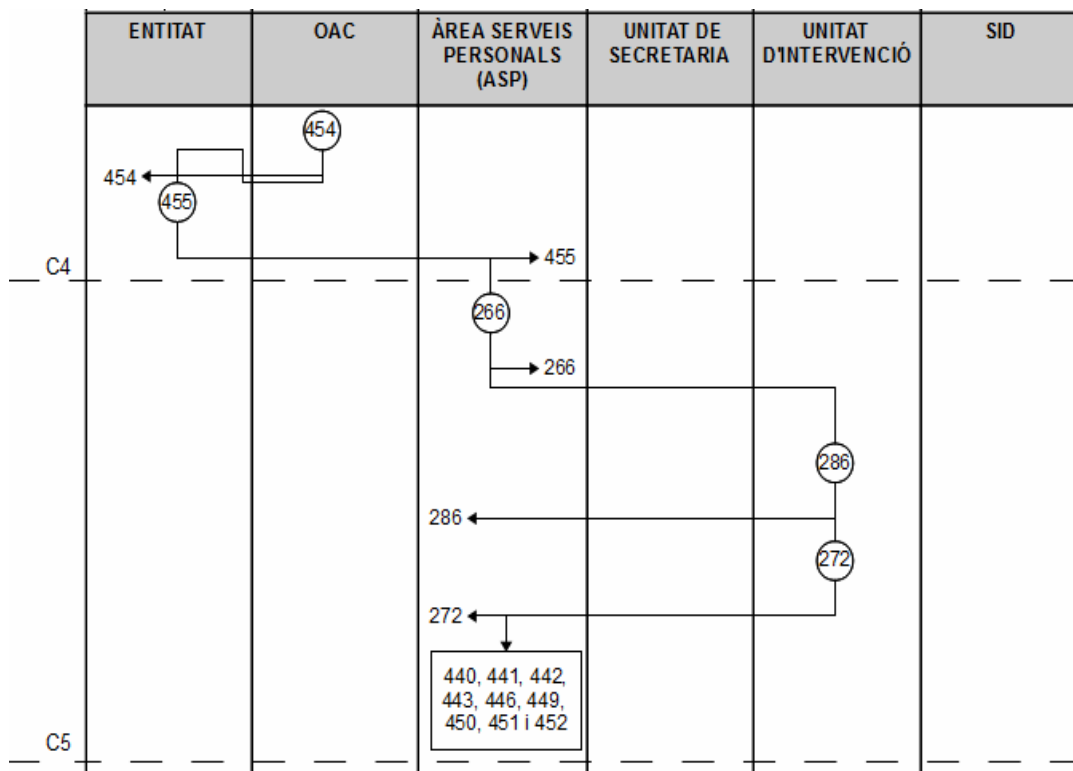 ENTITAT
OAC
ÀREA SERVEIS
PERSONALS
(ASP)
UNITAT DE
SECRETARIA
UNITAT
D'INTERVENCIÓ
SID
454
454
455
455
C4
266
266
286
286
272
272
440, 441, 442,
443, 446, 449,
450, 451 i 452
C5